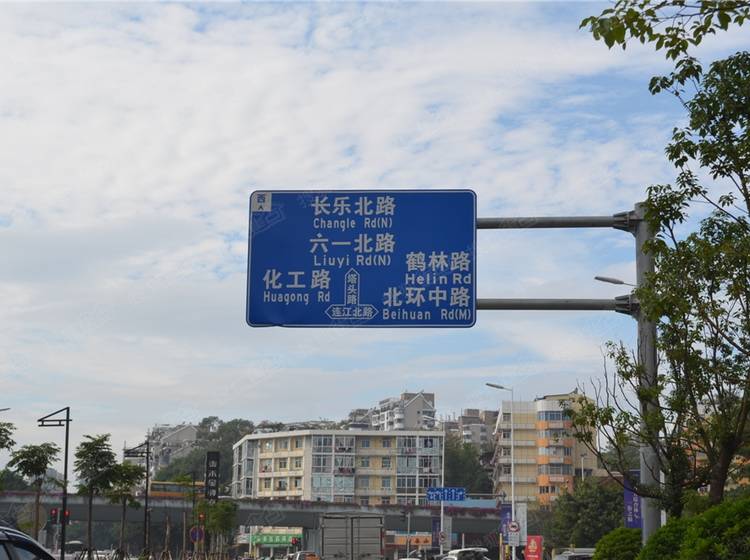 西
长乐北路
Changle Rd(N)
六一北路
Liuyi Rd(N)
鹤林路
Helin Rd
化工路
Huagong Rd
塔头路
北环中路
Beihuan Rd(M)
连江北路